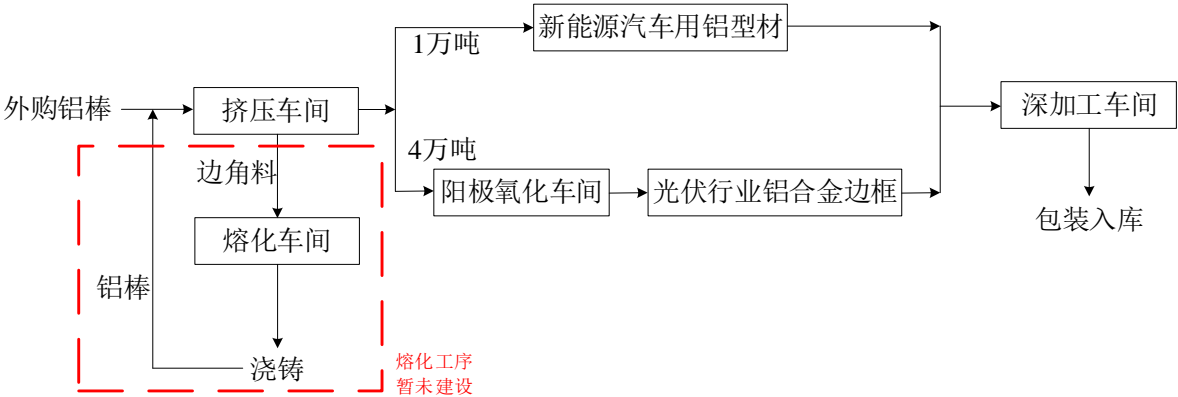 新能源汽车用铝型材
1万吨
外购铝棒
挤压车间
深加工车间
4万吨
边角料
阳极氧化车间
光伏行业铝合金边框
包装入库
熔化车间
铝棒
浇铸
熔化工序
暂未建设